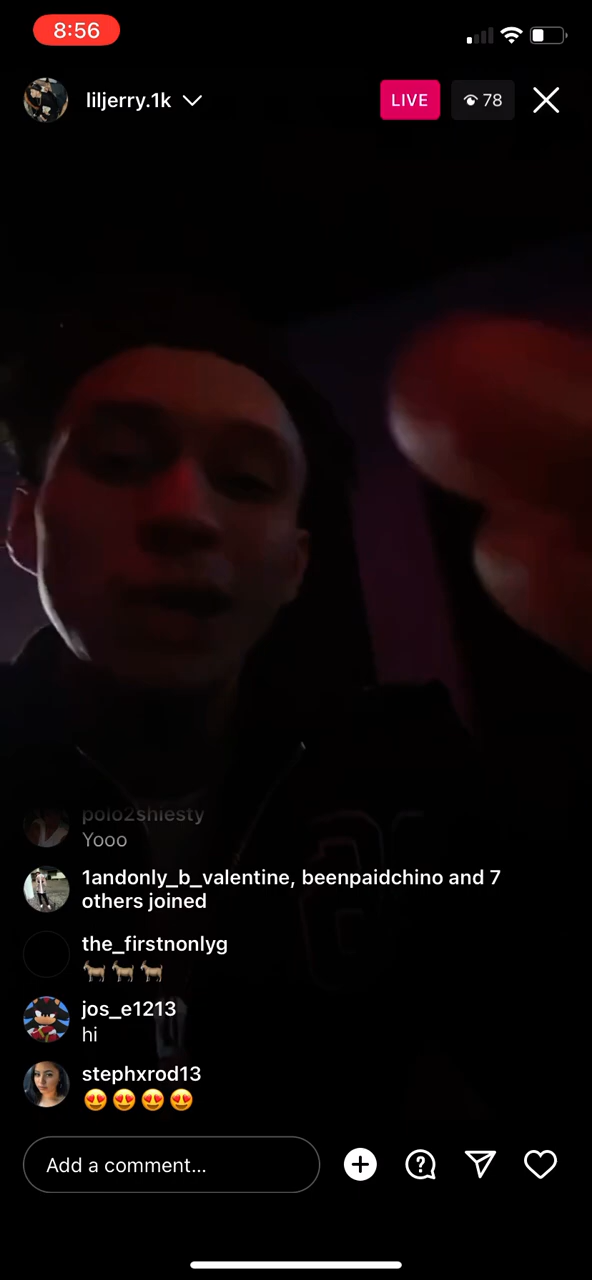 8:56
liljerry.1k
LIVE
78
polo2shiesty
Yooo
1andonly_b_valentine, beenpaidchino and 7
others joined
the_firstnonlyg
🐐 🐐 🐐
jos_e1213
hi
stephxrod13
😍 😍 😍 😍
Add a comment...